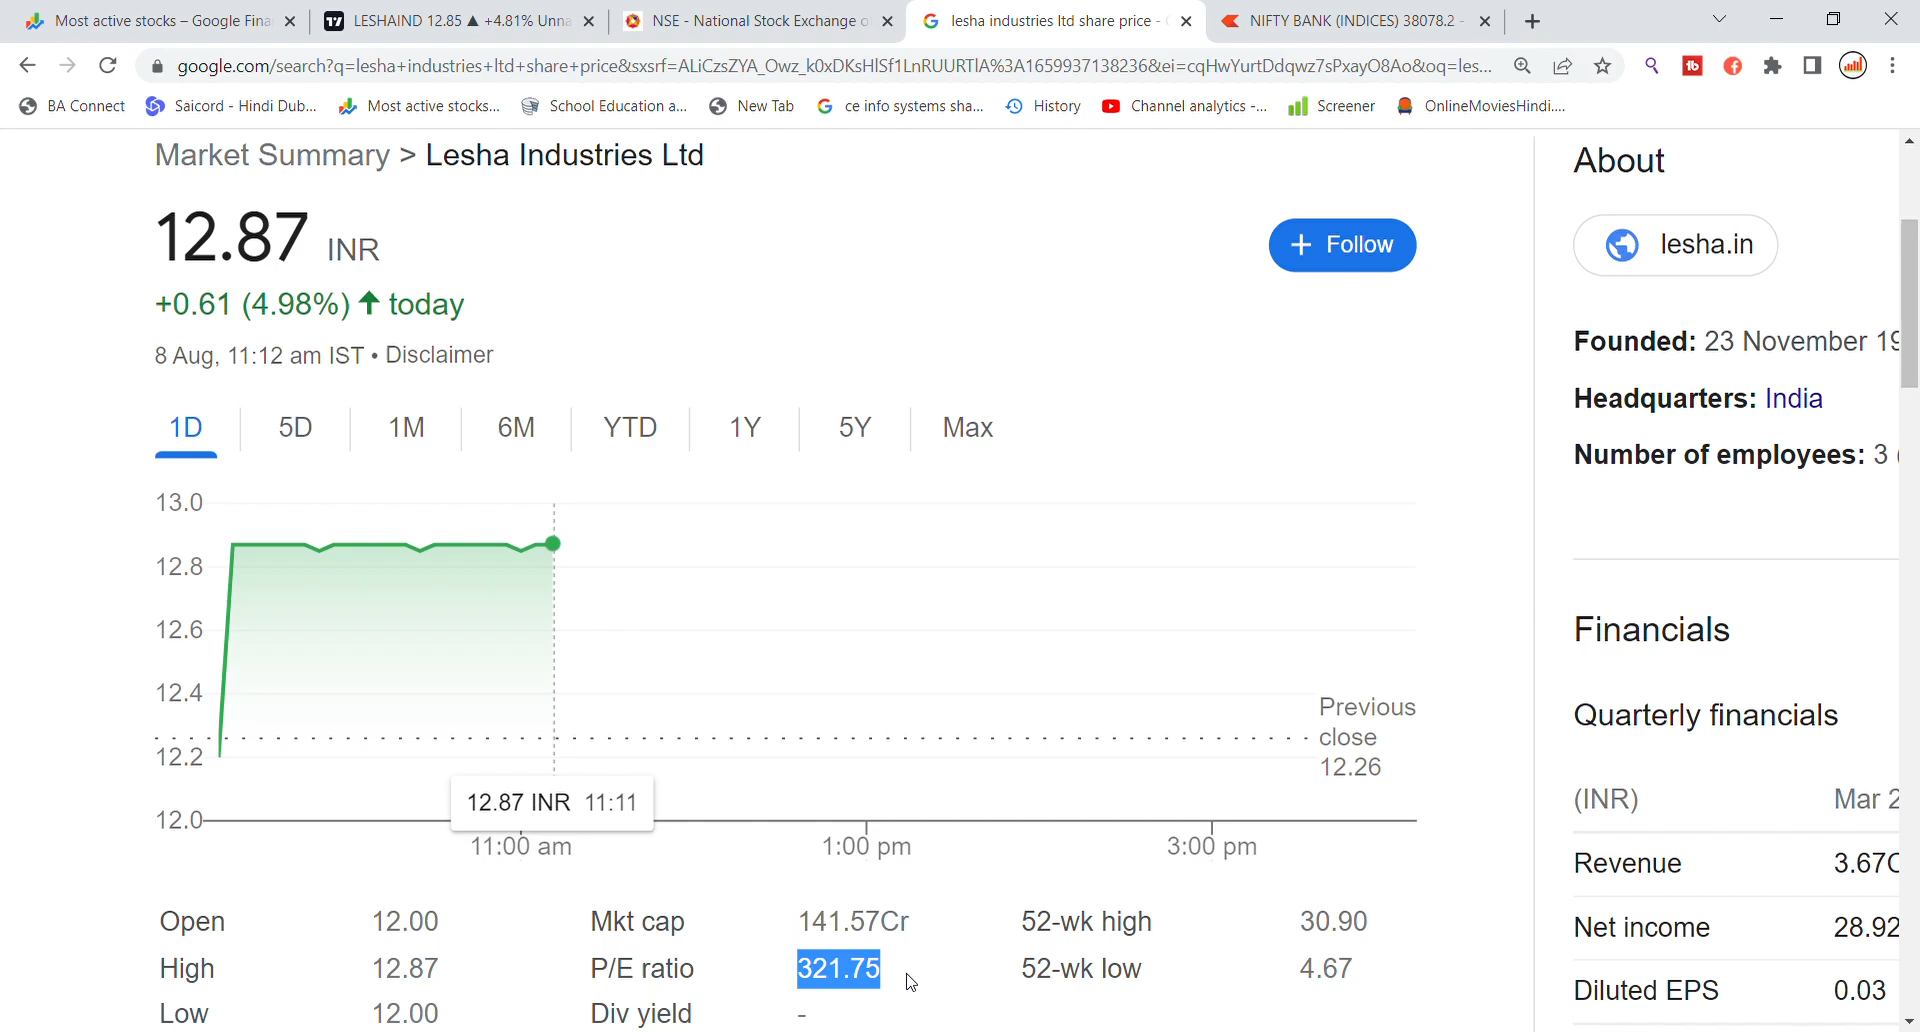 Most active stocks – Google Fina
LESHAIND 12.85 ▲ +4.81% Unna
NSE - National Stock Exchange o
lesha industries ltd share price -
NIFTY BANK (INDICES) 38078.2 -
google.com/search?q=lesha+industries+ltd+share+price&sxsrf=ALiCzsZYA_Owz_k0xDKsHlSf1LnRUURTlA%3A1659937138236&ei=cqHwYurtDdqwz7sPxayO8Ao&oq=les...
BA Connect
Saicord - Hindi Dub...
Most active stocks...
School Education a...
New Tab
ce info systems sha...
History
Channel analytics -...
Screener
OnlineMoviesHindi....
Market Summary > Lesha Industries Ltd
12.87 INR
+ Follow
+0.61 (4.98%) ↑ today
8 Aug, 11:12 am IST • Disclaimer
1D 5D 1M 6M YTD 1Y 5Y Max
13.0
12.8
12.6
12.4
12.2
12.0
Previous
close
12.26
12.87 INR 11:11
11:00 am 1:00 pm 3:00 pm
Open 12.00 Mkt cap 141.57Cr 52-wk high 30.90
High 12.87 P/E ratio 321.75 52-wk low 4.67
Low 12.00 Div yield -
About
lesha.in
Founded: 23 November 19
Headquarters: India
Number of employees: 3
Financials
Quarterly financials
(INR) Mar 2
Revenue 3.67C
Net income 28.92
Diluted EPS 0.03